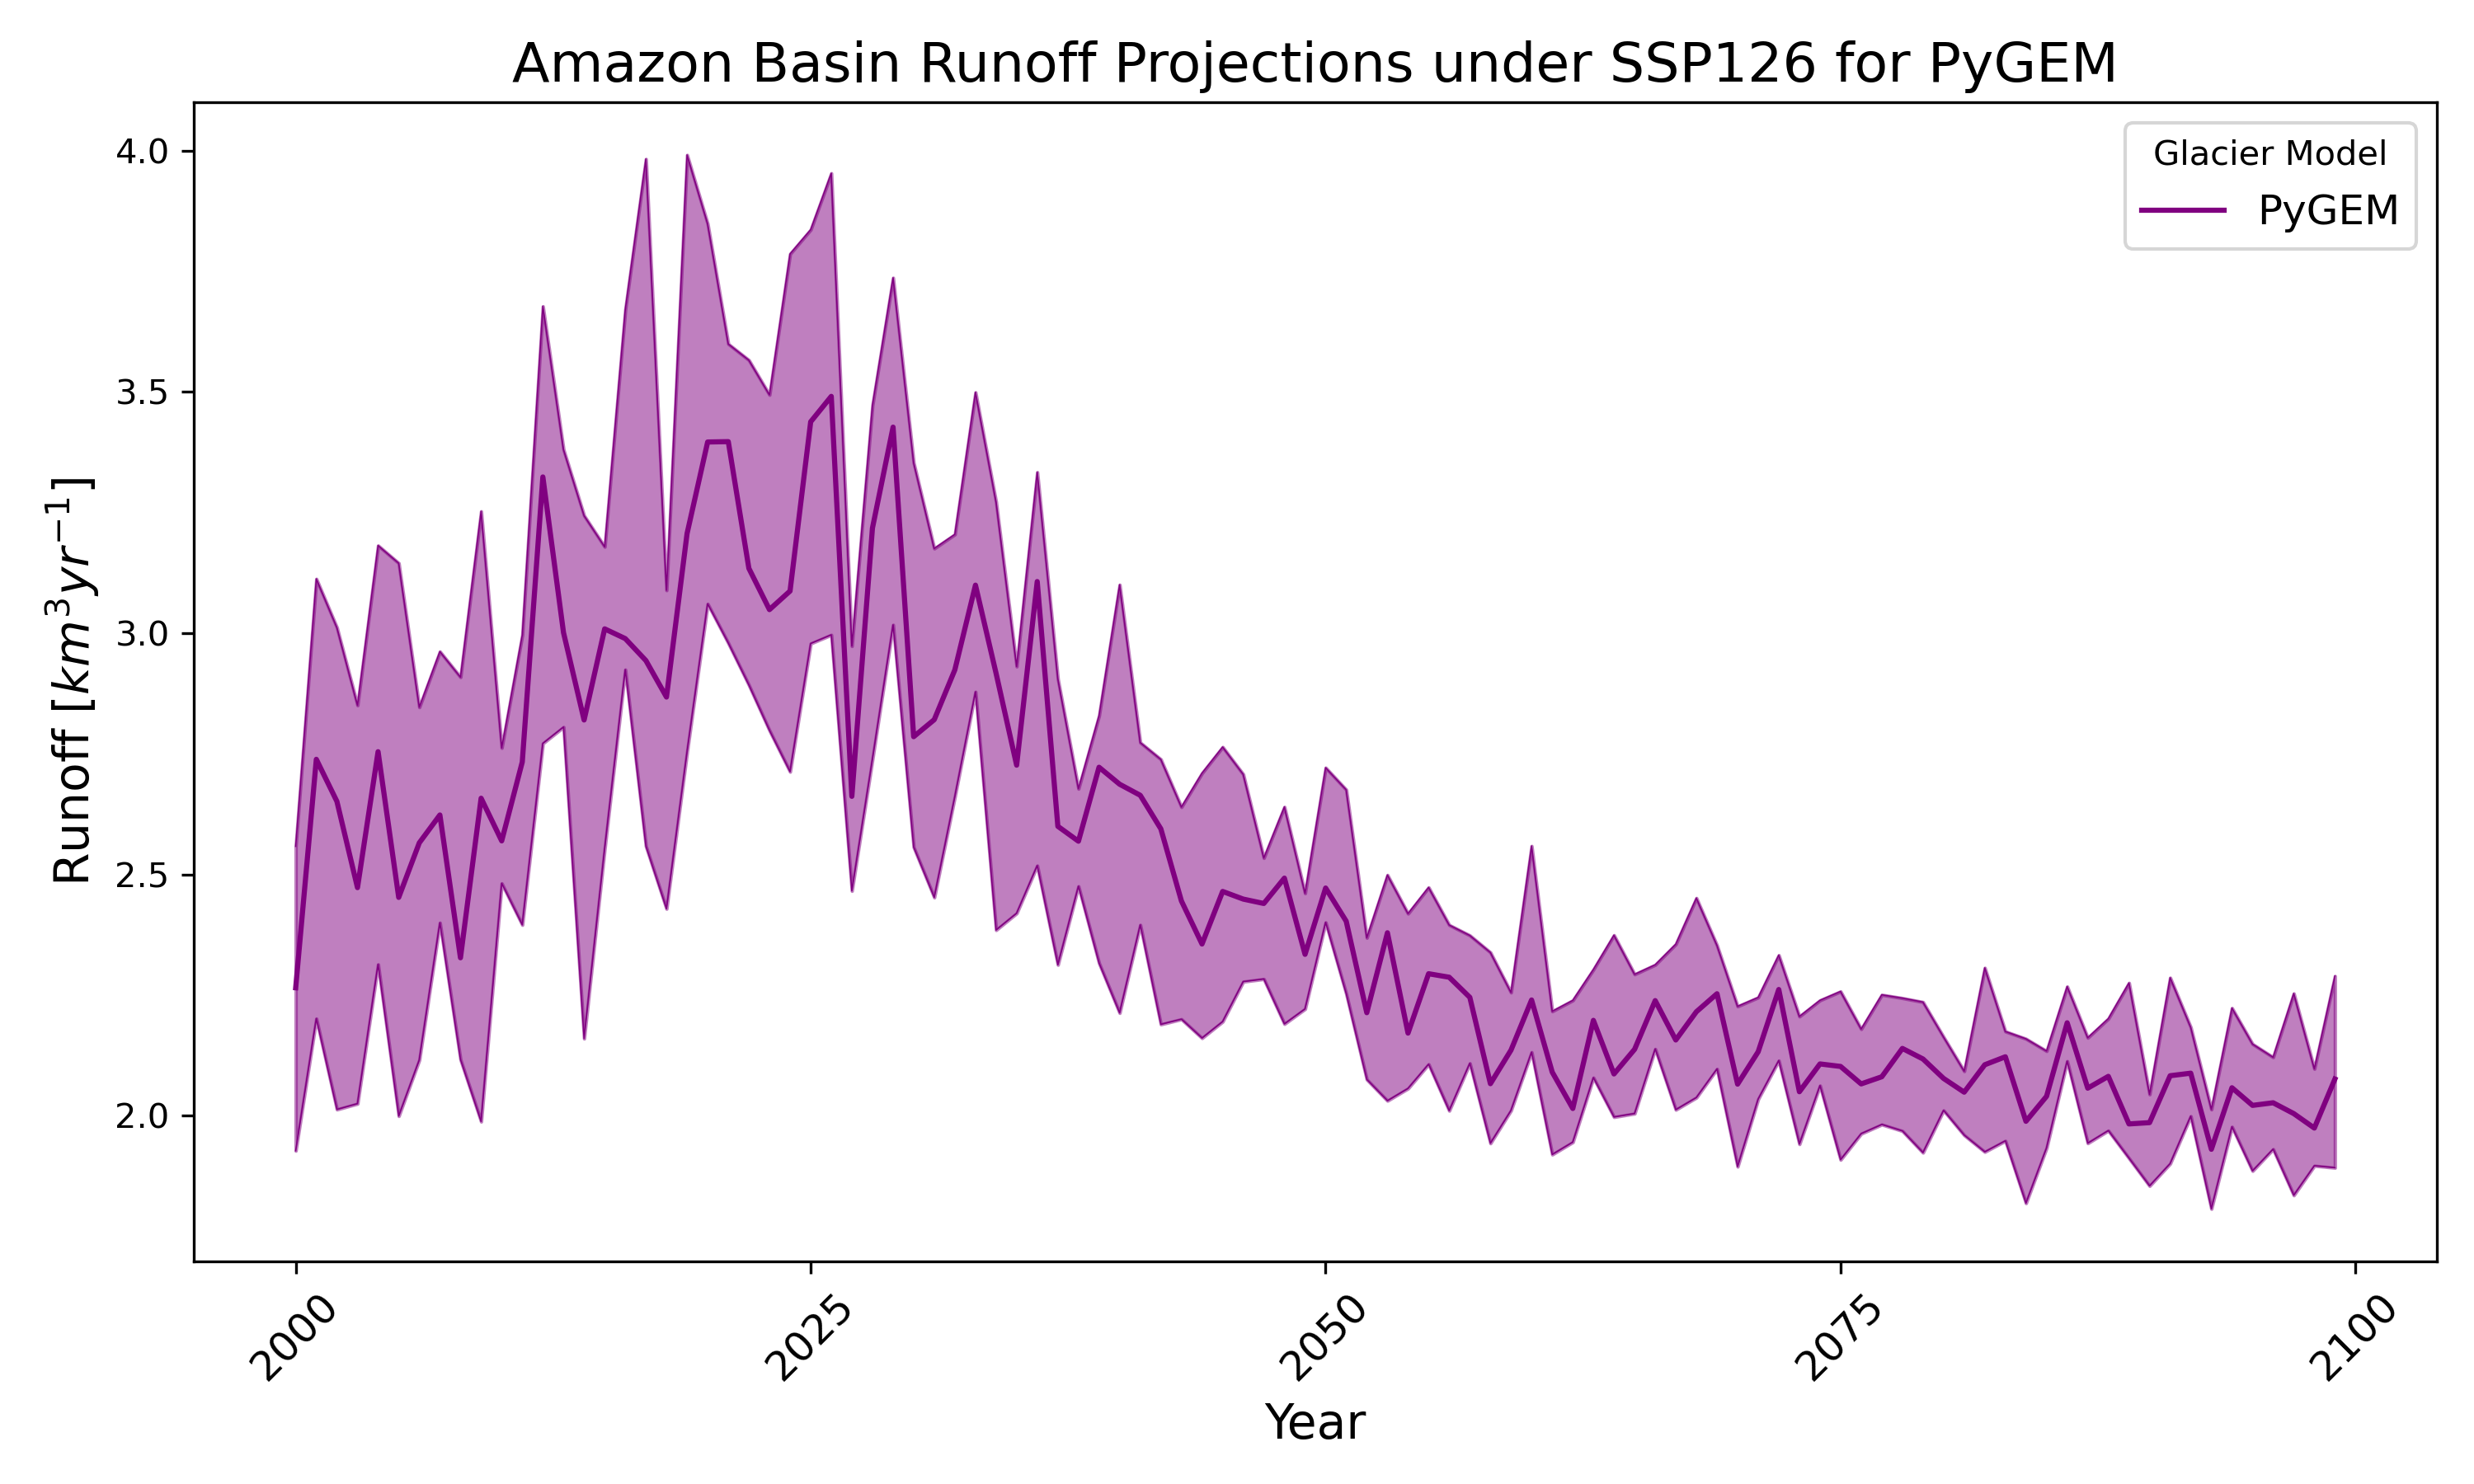 Amazon Basin Runoff Projections under SSP126 for PyGEM
Glacier Model
PyGEM
Runoff [km³yr⁻¹]
4.0
3.5
3.0
2.5
2.0
2000
2025
2050
2075
2100
Year